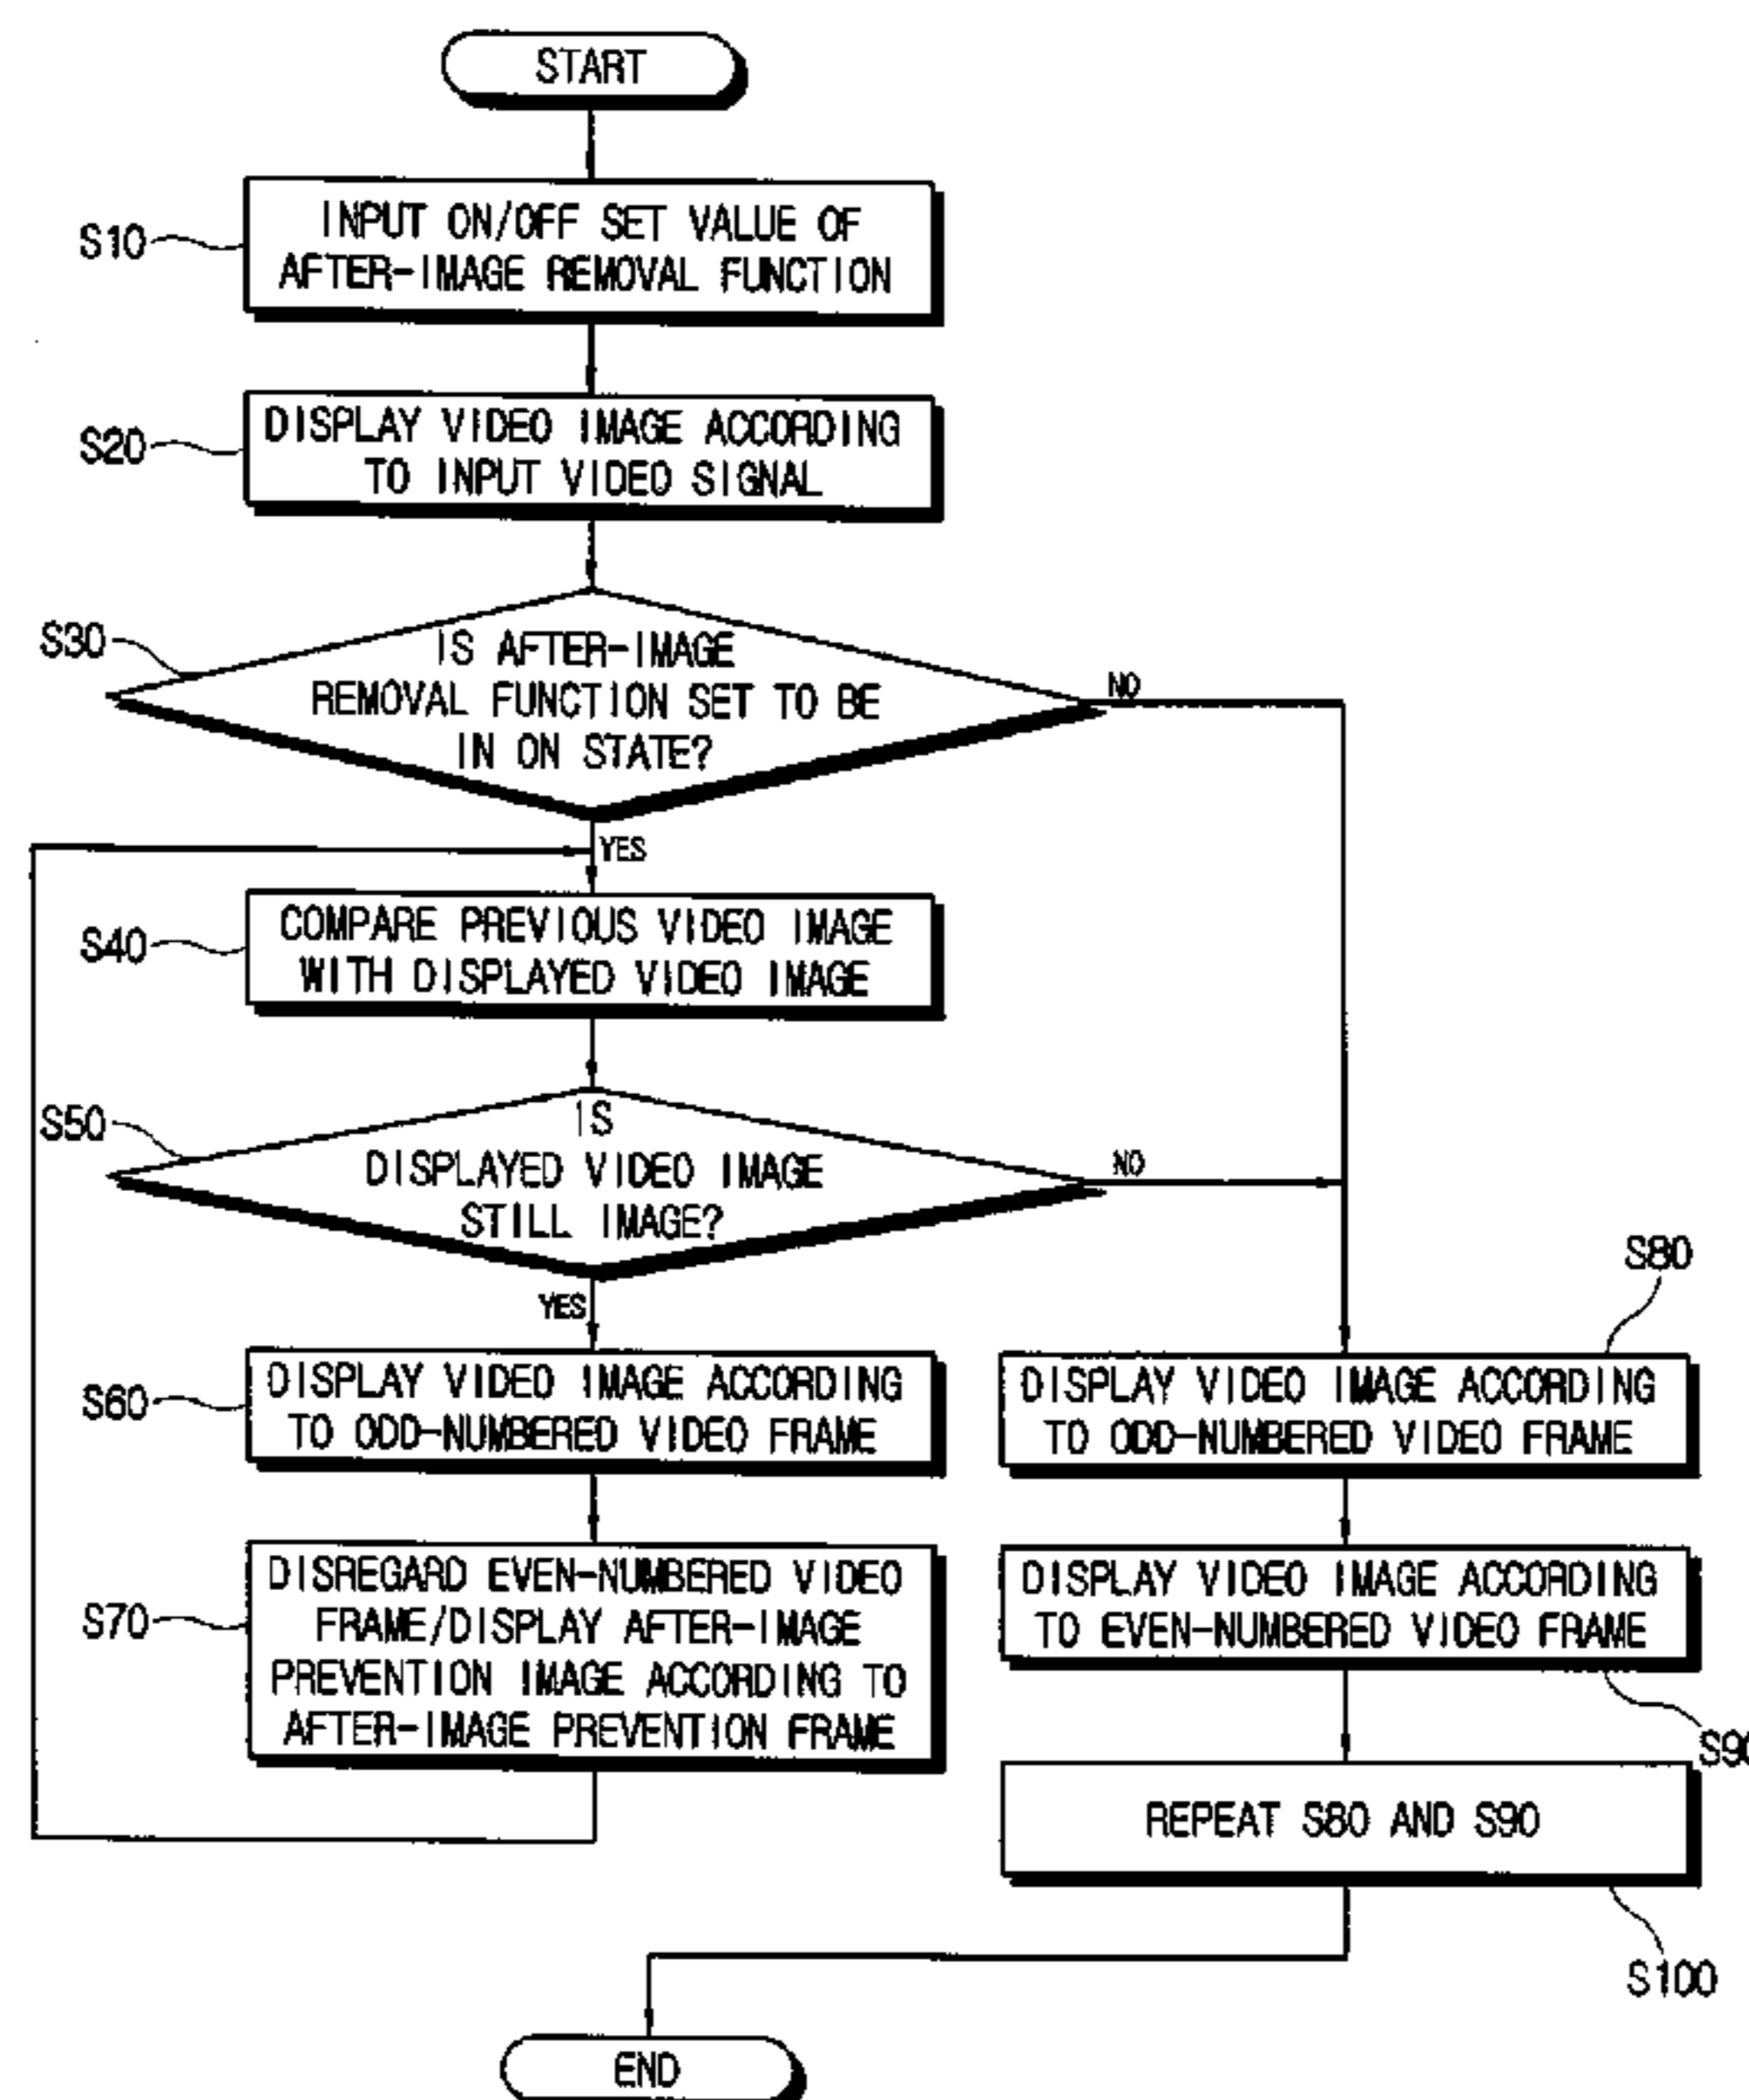 START
S10
INPUT ON/OFF SET VALUE OF
AFTER-IMAGE REMOVAL FUNCTION
S20
DISPLAY VIDEO IMAGE ACCORDING
TO INPUT VIDEO SIGNAL
S30
IS AFTER-IMAGE
REMOVAL FUNCTION SET TO BE
IN ON STATE?
NO
YES
S40
COMPARE PREVIOUS VIDEO IMAGE
WITH DISPLAYED VIDEO IMAGE
S50
IS
DISPLAYED VIDEO IMAGE
STILL IMAGE?
NO
YES
S60
DISPLAY VIDEO IMAGE ACCORDING
TO ODD-NUMBERED VIDEO FRAME
S70
DISREGARD EVEN-NUMBERED VIDEO
FRAME/DISPLAY AFTER-IMAGE
PREVENTION IMAGE ACCORDING TO
AFTER-IMAGE PREVENTION FRAME
S80
DISPLAY VIDEO IMAGE ACCORDING
TO ODD-NUMBERED VIDEO FRAME
DISPLAY VIDEO IMAGE ACCORDING
TO EVEN-NUMBERED VIDEO FRAME
S90
REPEAT S80 AND S90
S100
END